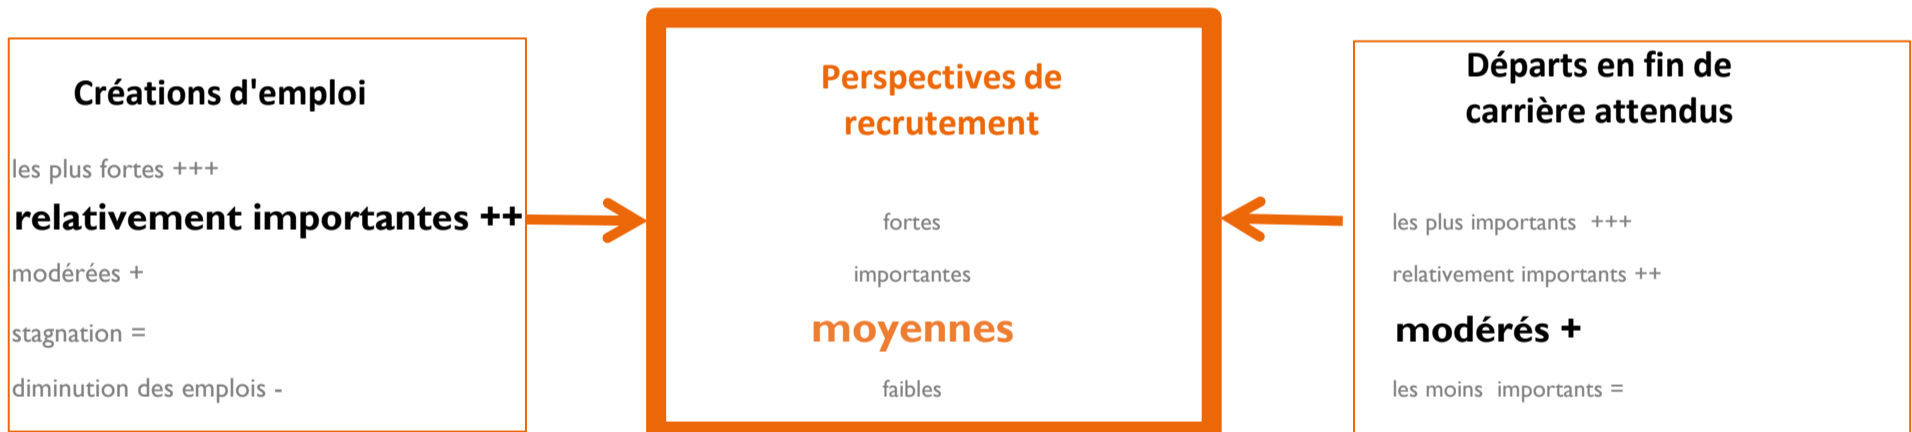 Créations d'emploi
les plus fortes +++
relativement importantes ++
modérées +
stagnation =
diminution des emplois -
Perspectives de
recrutement
fortes
importantes
moyennes
faibles
Départs en fin de
carrière attendus
les plus importants +++
relativement importants ++
modérés +
les moins importants =